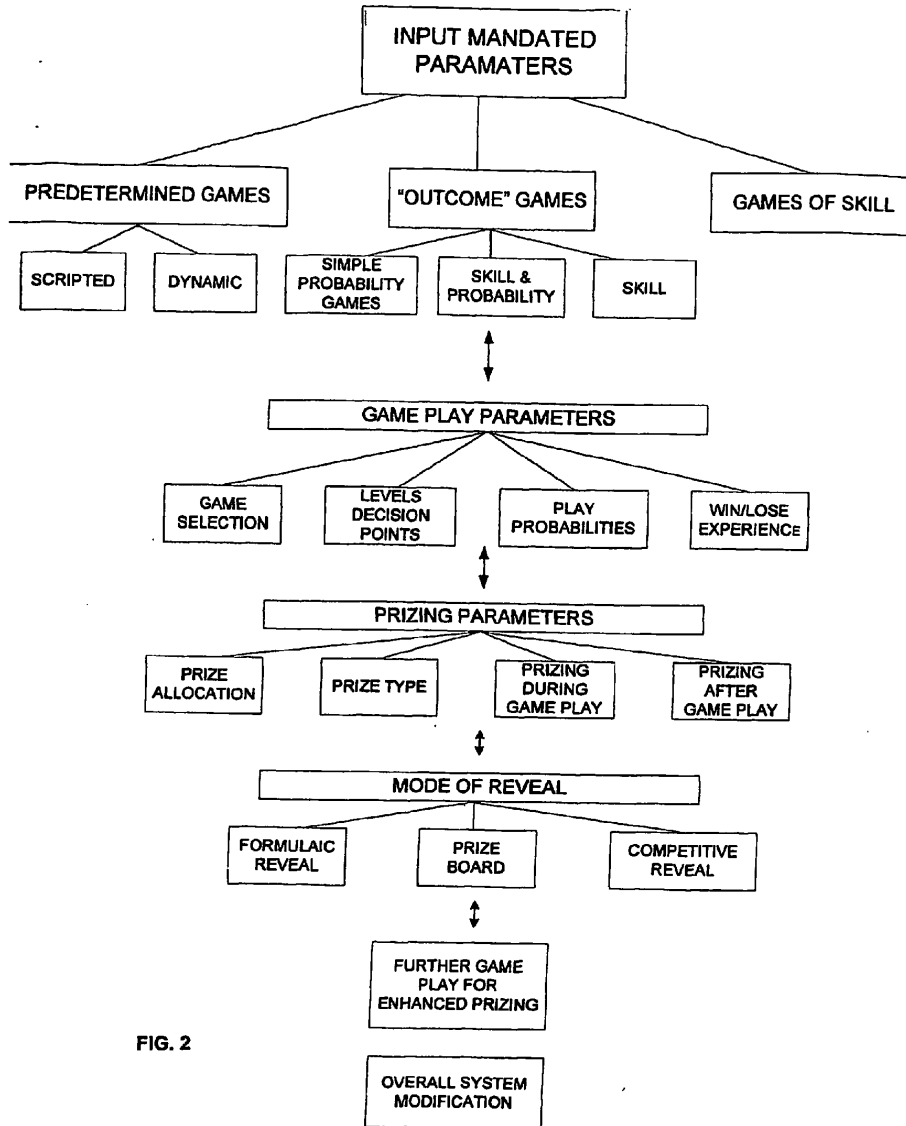 INPUT MANDATED
PARAMATERS
PREDETERMINED GAMES
"OUTCOME" GAMES
GAMES OF SKILL
SCRIPTED
DYNAMIC
SIMPLE
PROBABILITY
GAMES
SKILL &
PROBABILITY
SKILL
GAME PLAY PARAMETERS
GAME
SELECTION
LEVELS
DECISION
POINTS
PLAY
PROBABILITIES
WIN/LOSE
EXPERIENCE
PRIZING PARAMETERS
PRIZE
ALLOCATION
PRIZE TYPE
PRIZING
DURING
GAME PLAY
PRIZING
AFTER
GAME PLAY
MODE OF REVEAL
FORMULAIC
REVEAL
PRIZE
BOARD
COMPETITIVE
REVEAL
FURTHER GAME
PLAY FOR
ENHANCED PRIZING
FIG. 2
OVERALL SYSTEM
MODIFICATION